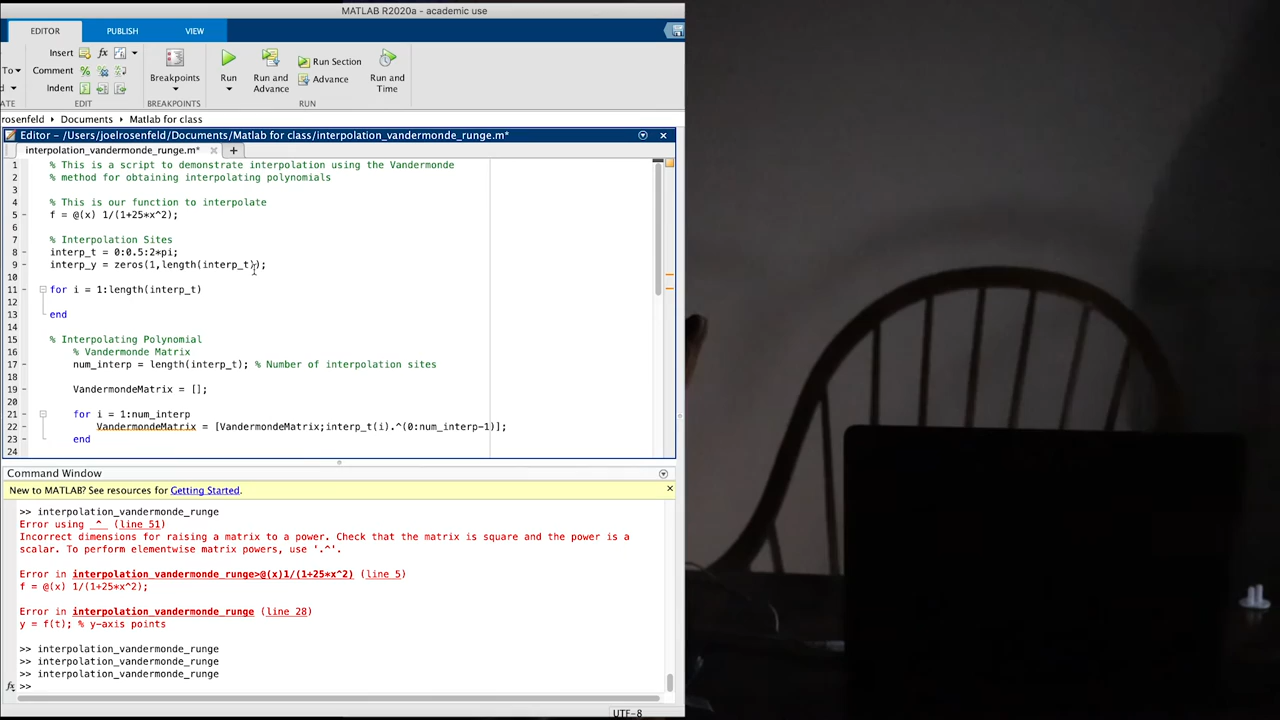 MATLAB R2020a - academic use
EDITOR PUBLISH VIEW
Insert fx
To Comment %
Indent
Breakpoints
Run
Run and Advance
Run Section
Advance
Run and Time
ATE EDIT BREAKPOINTS RUN
rosenfeld Documents Matlab for class
Editor - /Users/joelrosenfeld/Documents/Matlab for class/interpolation_vandermonde_runge.m*
interpolation_vandermonde_runge.m*
1 % This is a script to demonstrate interpolation using the Vandermonde
2 % method for obtaining interpolating polynomials
3
4 % This is our function to interpolate
5 - f = @(x) 1/(1+25*x^2);
6
7 % Interpolation Sites
8 - interp_t = 0:0.5:2*pi;
9 - interp_y = zeros(1,length(interp_t));
10
11 - for i = 1:length(interp_t)
12
13 - end
14
15 % Interpolating Polynomial
16 % Vandermonde Matrix
17 - num_interp = length(interp_t); % Number of interpolation sites
18
19 - VandermondeMatrix = [];
20
21 - for i = 1:num_interp
22 - VandermondeMatrix = [VandermondeMatrix;interp_t(i).^(0:num_interp-1)];
23 - end
24
Command Window
New to MATLAB? See resources for Getting Started.
>> interpolation_vandermonde_runge
Error using ^ (line 51)
Incorrect dimensions for raising a matrix to a power. Check that the matrix is square and the power is a
scalar. To perform elementwise matrix powers, use '.^'.
Error in interpolation_vandermonde_runge>@(x)1/(1+25*x^2) (line 5)
f = @(x) 1/(1+25*x^2);
Error in interpolation_vandermonde_runge (line 28)
y = f(t); % y-axis points
>> interpolation_vandermonde_runge
>> interpolation_vandermonde_runge
>> interpolation_vandermonde_runge
fx >>
UTF-8